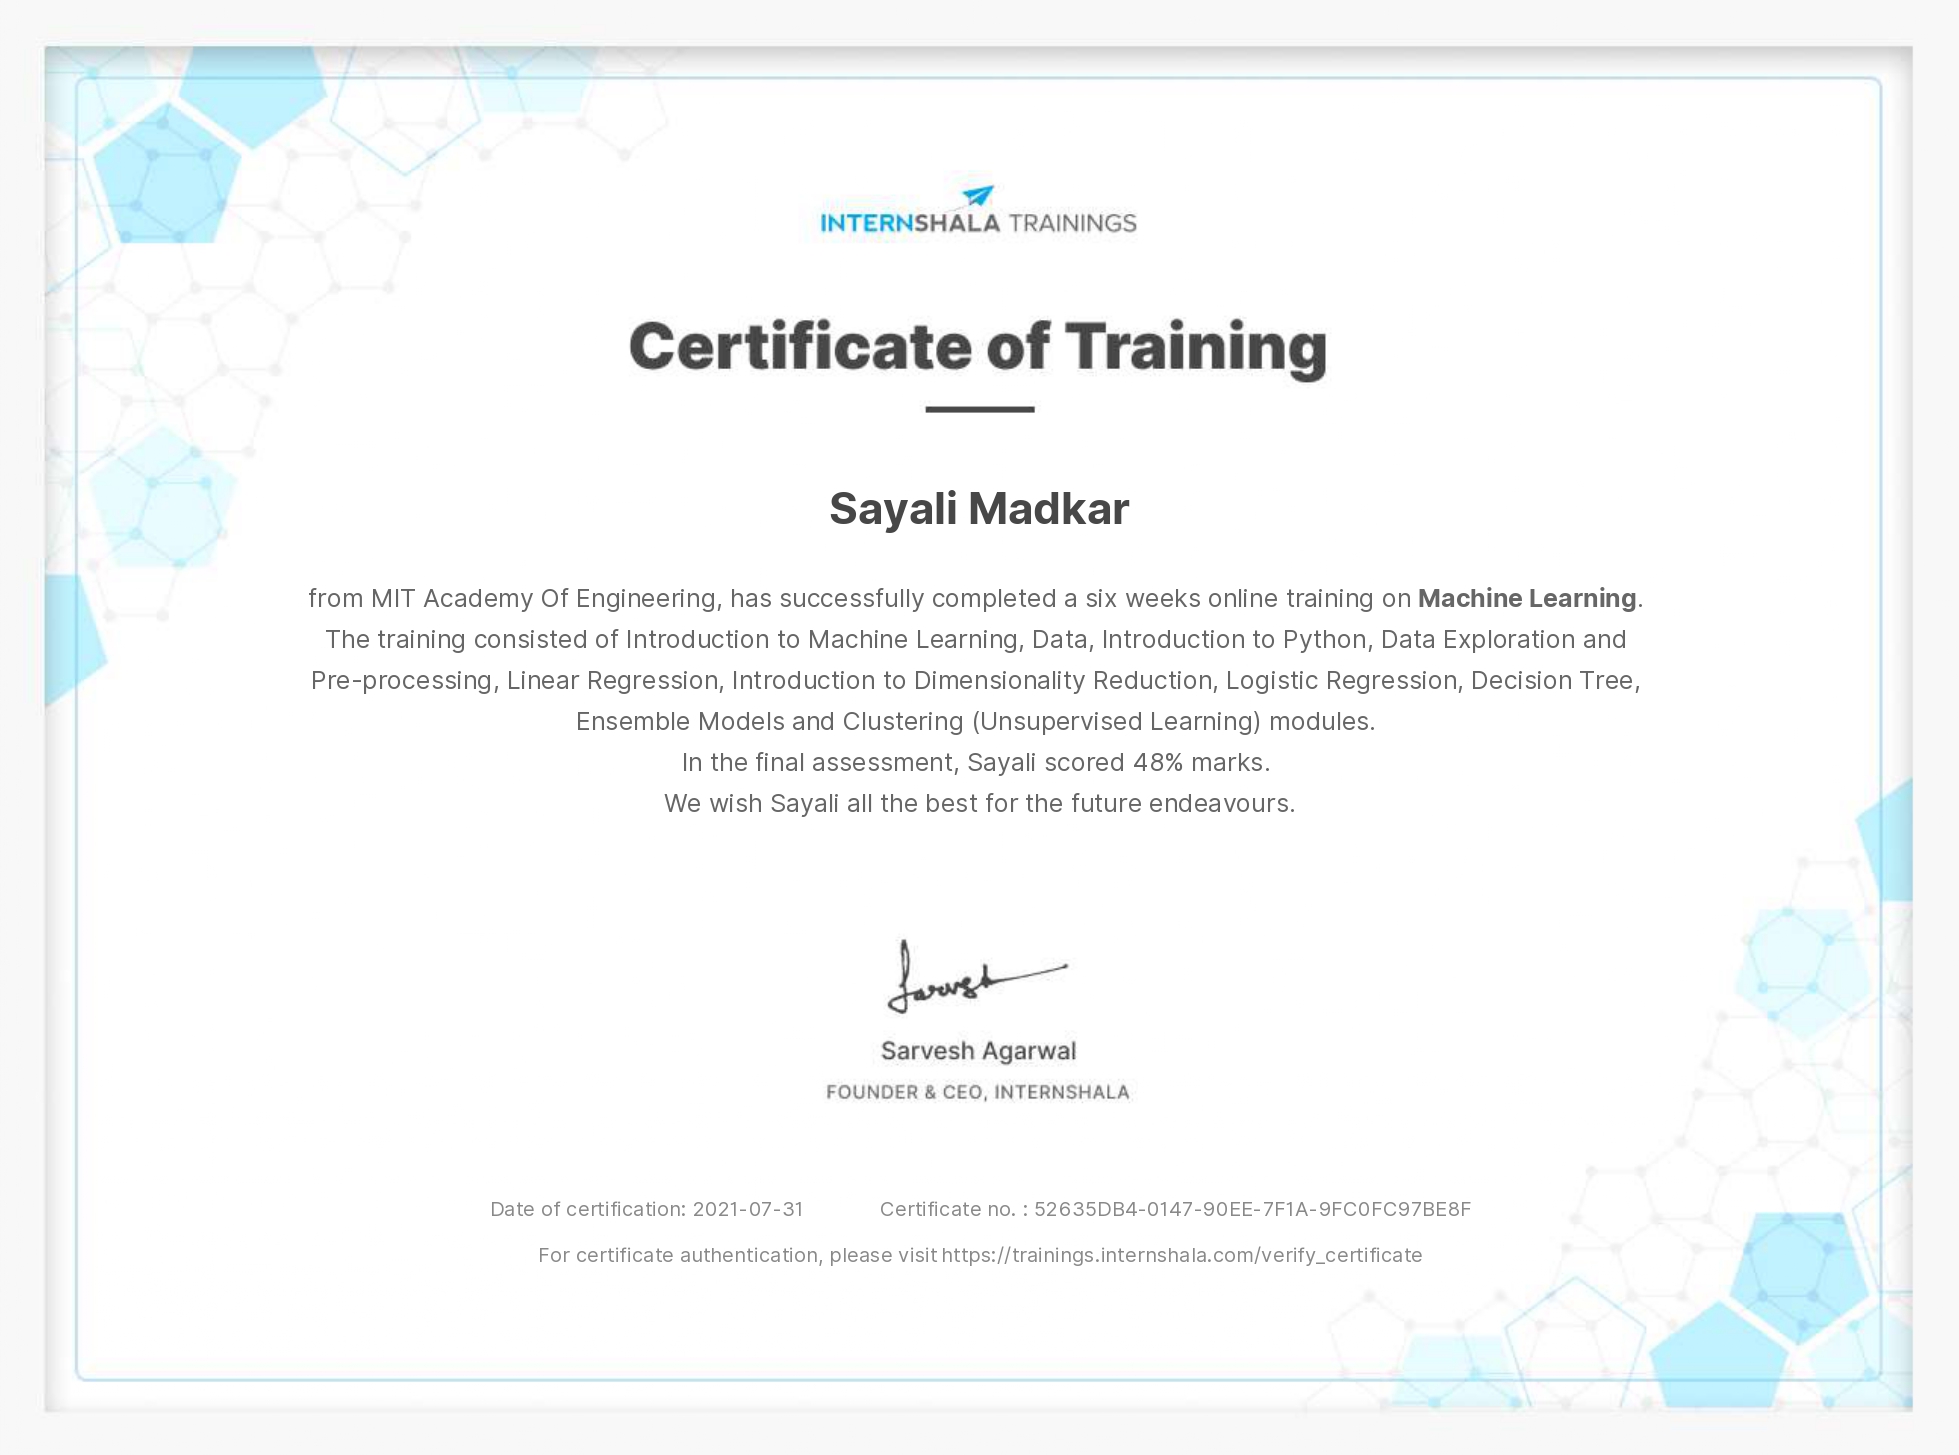 INTERNSHALA TRAININGS
Certificate of Training
Sayali Madkar
from MIT Academy Of Engineering, has successfully completed a six weeks online training on Machine Learning.
The training consisted of Introduction to Machine Learning, Data, Introduction to Python, Data Exploration and
Pre-processing, Linear Regression, Introduction to Dimensionality Reduction, Logistic Regression, Decision Tree,
Ensemble Models and Clustering (Unsupervised Learning) modules.
In the final assessment, Sayali scored 48% marks.
We wish Sayali all the best for the future endeavours.
Sarvesh
Sarvesh Agarwal
FOUNDER & CEO, INTERNSHALA
Date of certification: 2021-07-31 Certificate no. : 52635DB4-0147-90EE-7F1A-9FC0FC97BE8F
For certificate authentication, please visit https://trainings.internshala.com/verify_certificate